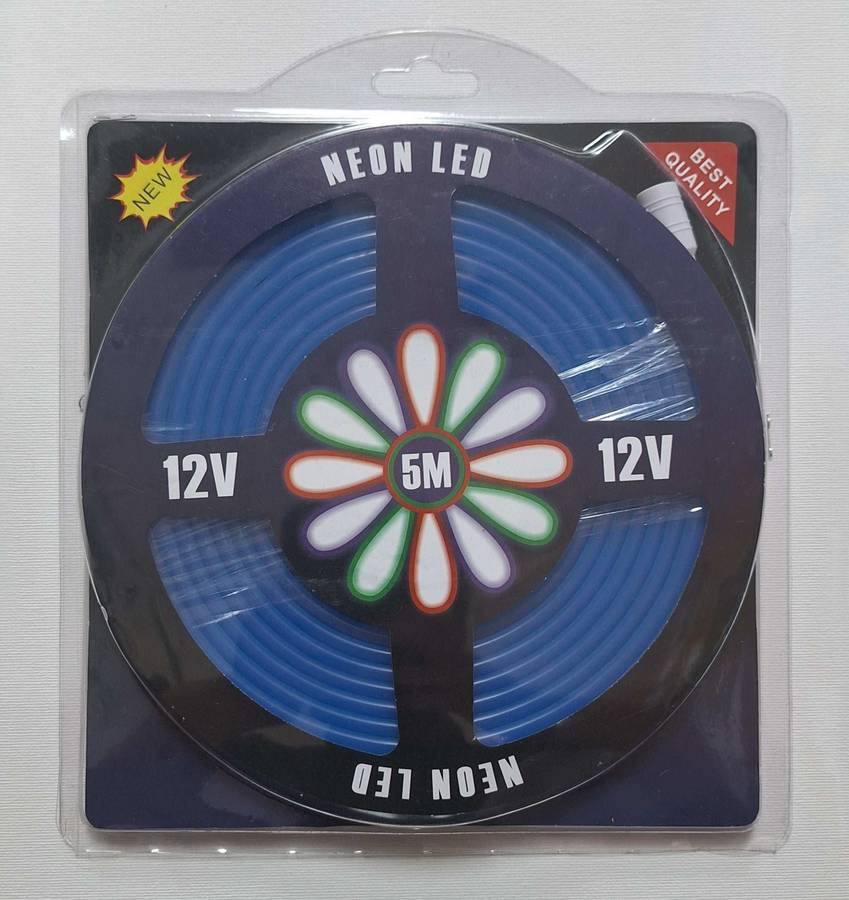 NEON LED
NEW
BEST
QUALITY
12V
5M
12V
NEON LED